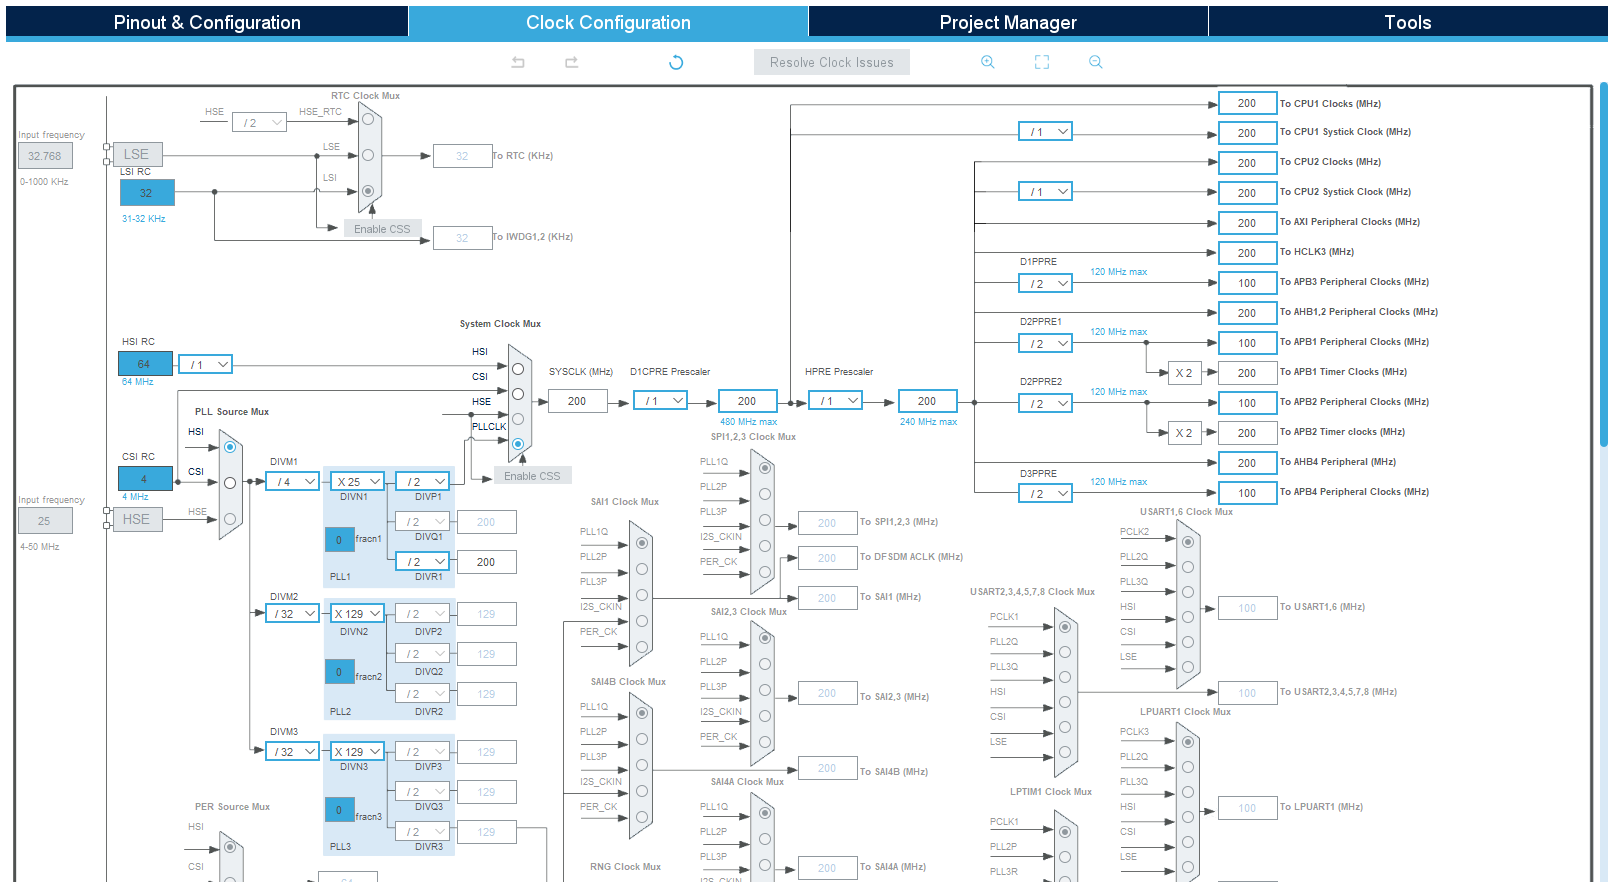 Pinout & Configuration
Clock Configuration
Project Manager
Tools
Resolve Clock Issues
RTC Clock Mux
HSE
/ 2
HSE_RTC
Input frequency
32.768
0-1000 KHz
LSE
LSE
32
To RTC (KHz)
LSI RC
32
31-32 KHz
LSI
Enable CSS
32
To IWDG1,2 (KHz)
200
To CPU1 Clocks (MHz)
/ 1
200
To CPU1 Systick Clock (MHz)
200
To CPU2 Clocks (MHz)
/ 1
200
To CPU2 Systick Clock (MHz)
200
To AXI Peripheral Clocks (MHz)
200
To HCLK3 (MHz)
D1PPRE
/ 2
120 MHz max
100
To APB3 Peripheral Clocks (MHz)
200
To AHB1,2 Peripheral Clocks (MHz)
D2PPRE1
/ 2
120 MHz max
100
To APB1 Peripheral Clocks (MHz)
X 2
200
To APB1 Timer Clocks (MHz)
D2PPRE2
/ 2
120 MHz max
100
To APB2 Peripheral Clocks (MHz)
X 2
200
To APB2 Timer clocks (MHz)
200
To AHB4 Peripheral (MHz)
D3PPRE
/ 2
120 MHz max
100
To APB4 Peripheral Clocks (MHz)
System Clock Mux
HSI RC
64
64 MHz
/ 1
HSI
CSI
HSE
PLLCLK
Enable CSS
SYSCLK (MHz)
200
D1CPRE Prescaler
/ 1
200
480 MHz max
HPRE Prescaler
/ 1
200
240 MHz max
PLL Source Mux
HSI
CSI RC
4
4 MHz
CSI
Input frequency
25
4-50 MHz
HSE
HSE
DIVM1
/ 4
X 25
DIVN1
/ 2
DIVP1
/ 2
200
DIVQ1
0
fracn1
/ 2
200
DIVR1
PLL1
DIVM2
/ 32
X 129
DIVN2
/ 2
129
DIVP2
/ 2
129
DIVQ2
0
fracn2
/ 2
129
DIVR2
PLL2
DIVM3
/ 32
X 129
DIVN3
/ 2
129
DIVP3
/ 2
129
DIVQ3
0
fracn3
/ 2
129
DIVR3
PLL3
PER Source Mux
HSI
CSI
SPI1,2,3 Clock Mux
PLL1Q
PLL2P
PLL3P
I2S_CKIN
PER_CK
200
To SPI1,2,3 (MHz)
SAI1 Clock Mux
PLL1Q
PLL2P
PLL3P
I2S_CKIN
PER_CK
200
To DFSDM ACLK (MHz)
200
To SAI1 (MHz)
SAI2,3 Clock Mux
PLL1Q
PLL2P
PLL3P
I2S_CKIN
PER_CK
200
To SAI2,3 (MHz)
SAI4B Clock Mux
PLL1Q
PLL2P
PLL3P
I2S_CKIN
PER_CK
200
To SAI4B (MHz)
SAI4A Clock Mux
PLL1Q
PLL2P
PLL3P
I2S_CKIN
200
To SAI4A (MHz)
RNG Clock Mux
USART1,6 Clock Mux
PCLK2
PLL2Q
PLL3Q
HSI
CSI
LSE
100
To USART1,6 (MHz)
USART2,3,4,5,7,8 Clock Mux
PCLK1
PLL2Q
PLL3Q
HSI
CSI
LSE
100
To USART2,3,4,5,7,8 (MHz)
LPUART1 Clock Mux
PCLK3
PLL2Q
PLL3Q
HSI
CSI
LSE
100
To LPUART1 (MHz)
LPTIM1 Clock Mux
PCLK1
PLL2P
PLL3R